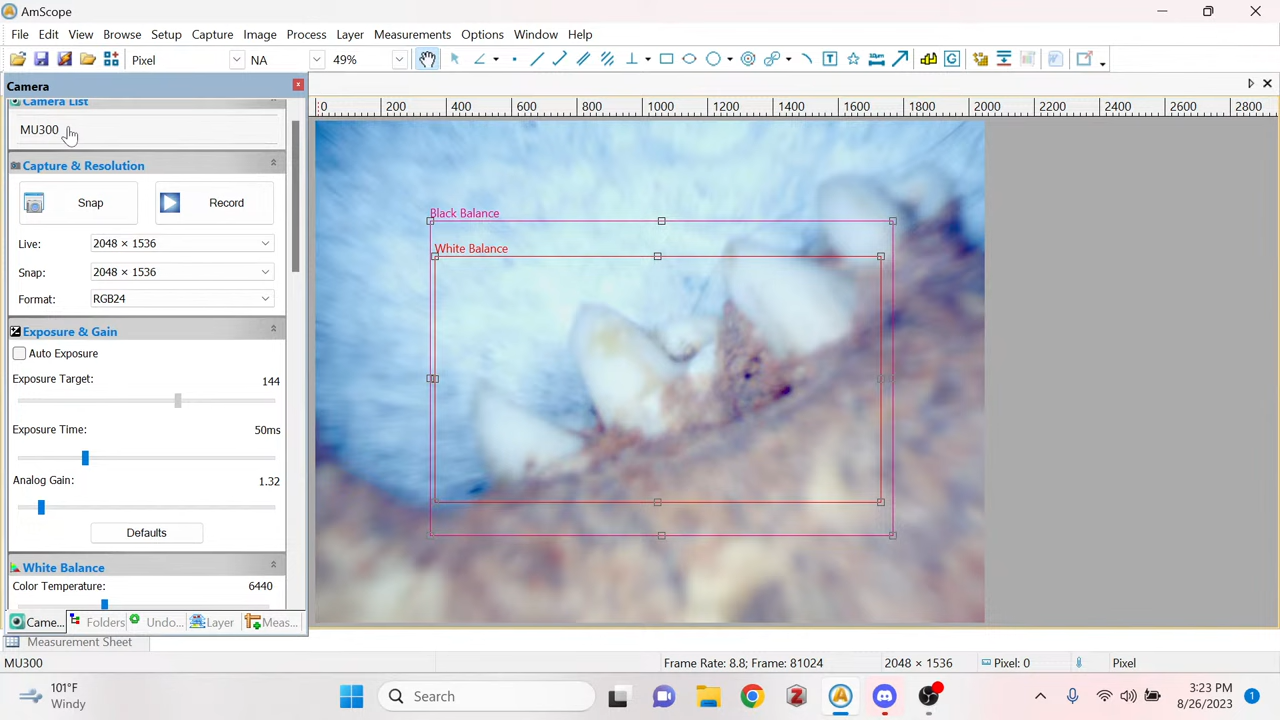 AmScope
File Edit View Browse Setup Capture Image Process Layer Measurements Options Window Help
Pixel NA 49%
Camera
0 200 400 600 800 1000 1200 1400 1600 1800 2000 2200 2400 2600 2800
Camera List
MU300
Capture & Resolution
Snap Record
Live: 2048 × 1536
Snap: 2048 × 1536
Format: RGB24
Exposure & Gain
Auto Exposure
Exposure Target: 144
Exposure Time: 50ms
Analog Gain: 1.32
Defaults
White Balance
Color Temperature: 6440
Came... Folders Undo... Layer Meas...
Black Balance
White Balance
Measurement Sheet
MU300 Frame Rate: 8.8; Frame: 81024 2048 × 1536 Pixel: 0 Pixel
101°F
Windy
Search
3:23 PM
8/26/2023
1